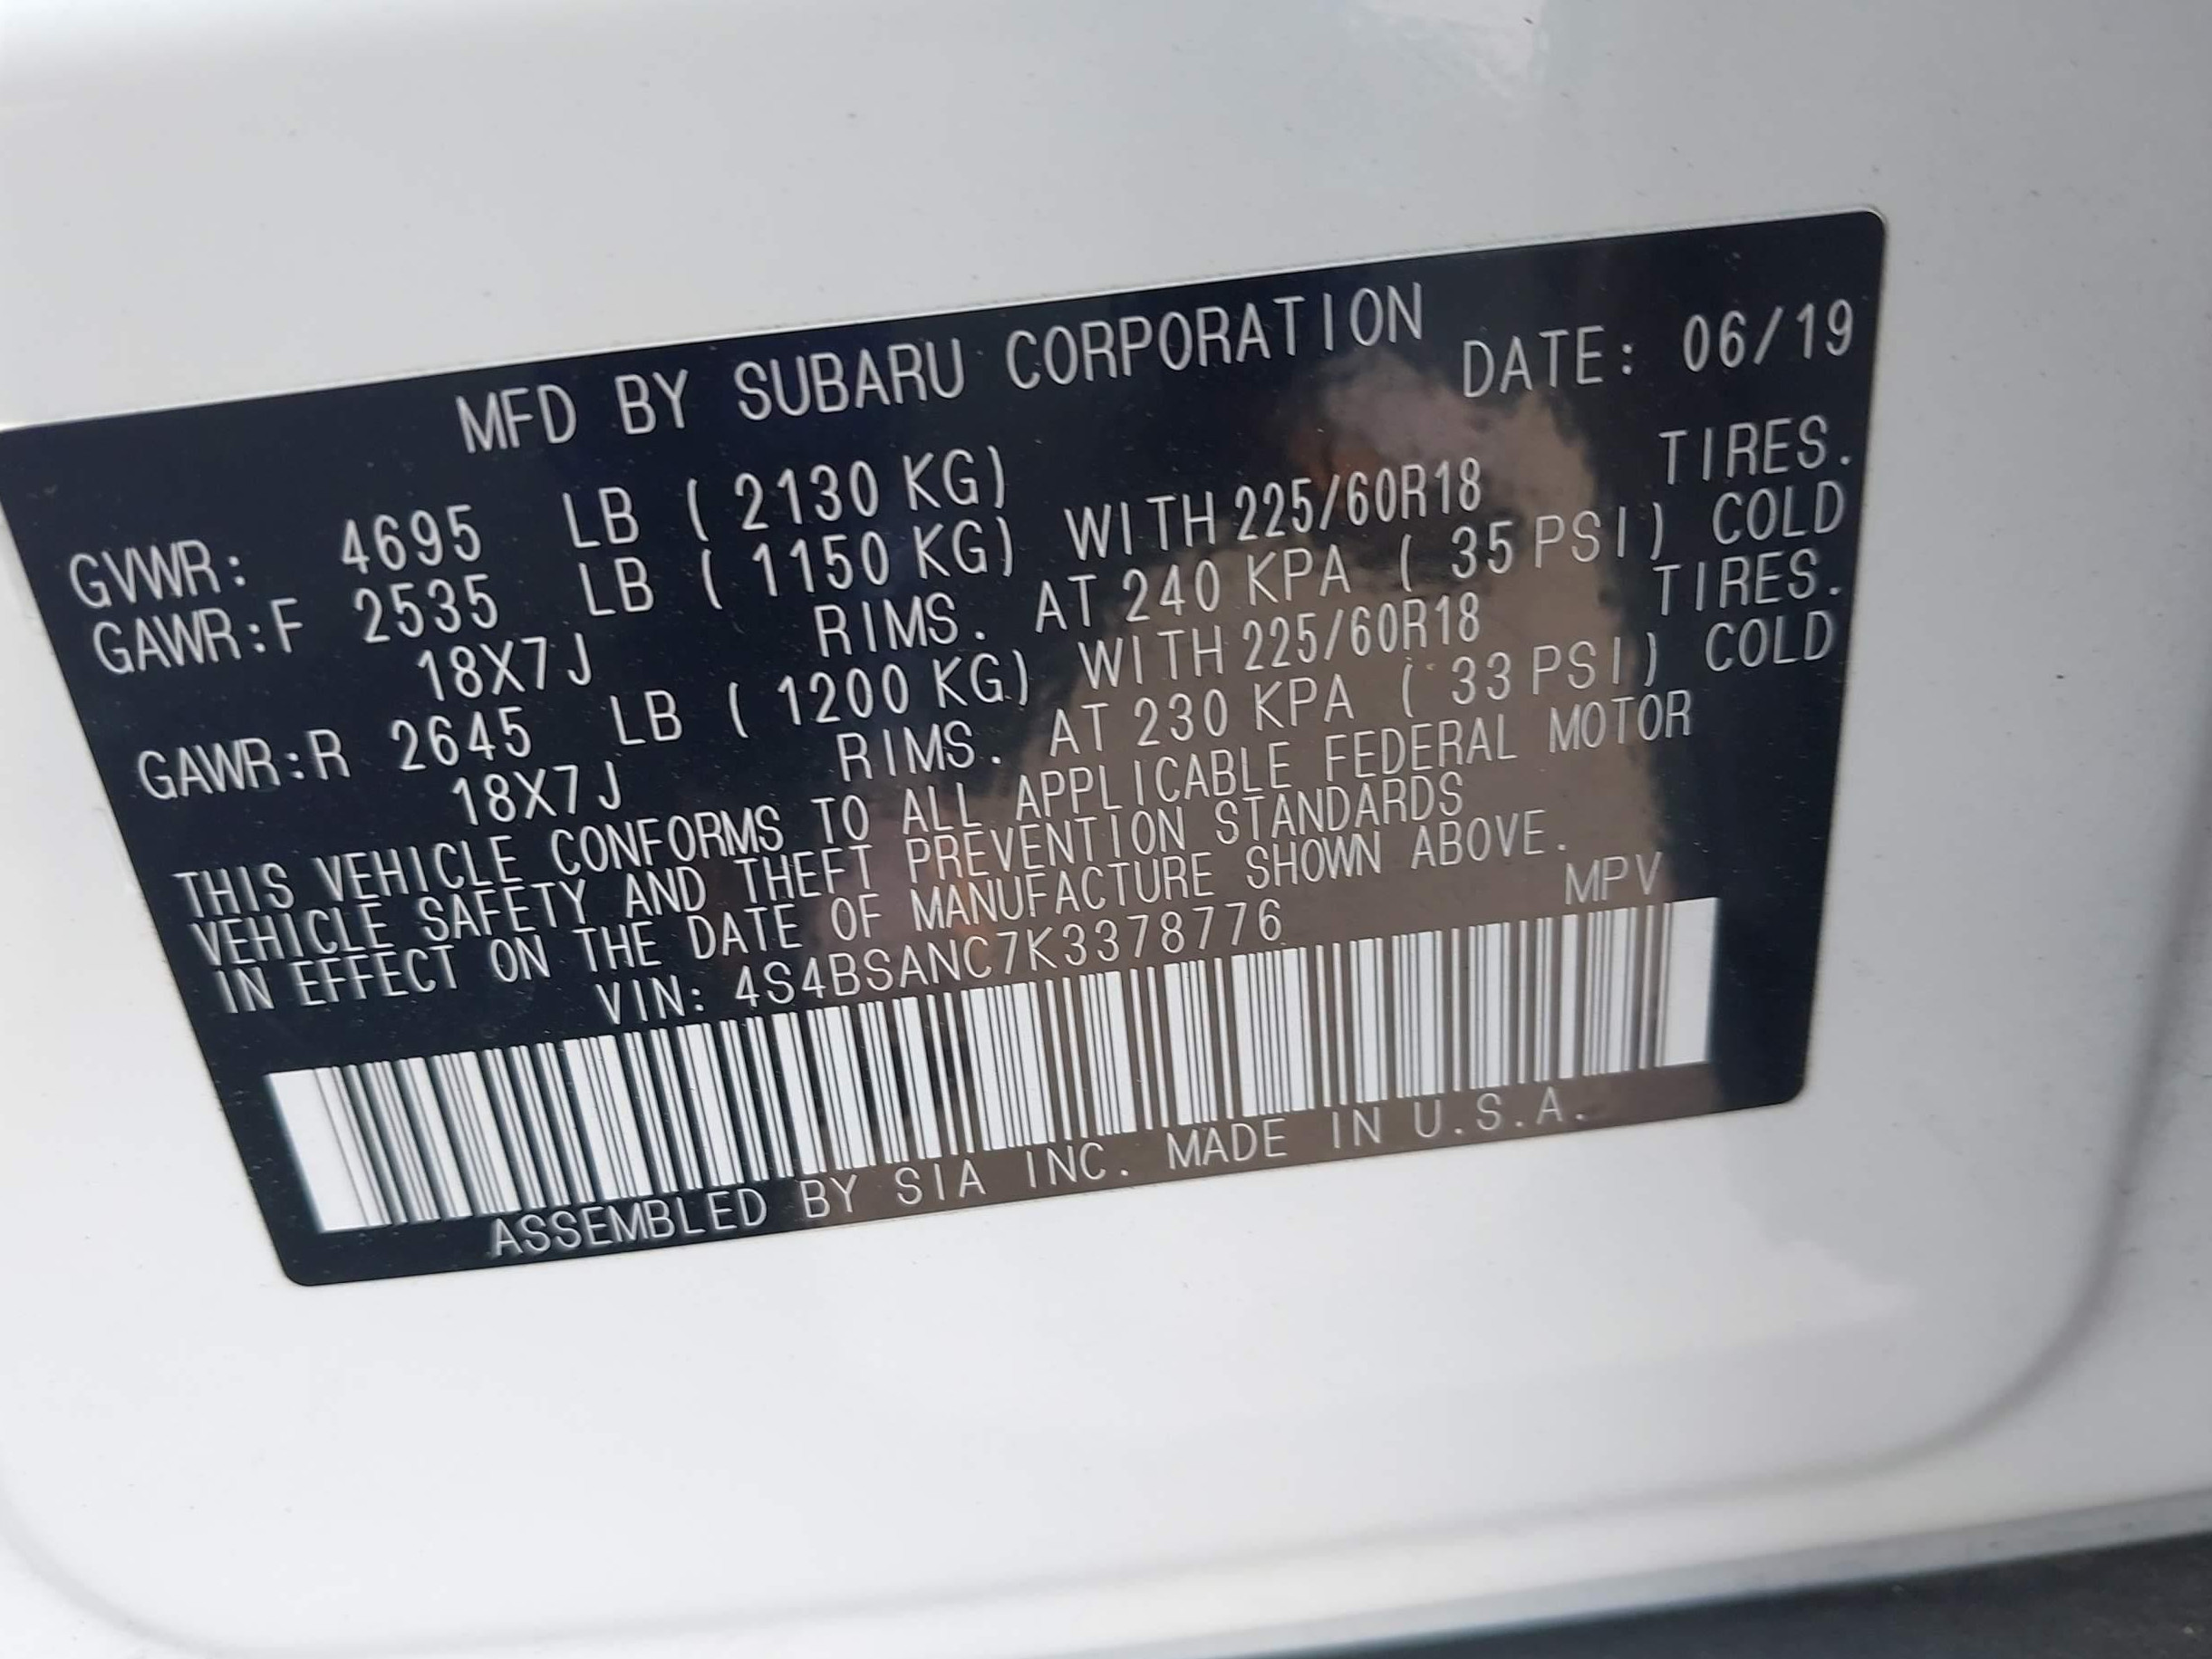 MFD BY SUBARU CORPORATION
DATE: 06/19
GVWR: 4695 LB ( 2130 KG)
GAWR:F 2535 LB ( 1150 KG) WITH 225/60R18 TIRES.
18X7J RIMS. AT 240 KPA ( 35 PSI) COLD
GAWR:R 2645 LB ( 1200 KG) WITH 225/60R18 TIRES.
18X7J RIMS. AT 230 KPA ( 33 PSI) COLD
THIS VEHICLE CONFORMS TO ALL APPLICABLE FEDERAL MOTOR
VEHICLE SAFETY AND THEFT PREVENTION STANDARDS
IN EFFECT ON THE DATE OF MANUFACTURE SHOWN ABOVE.
VIN: 4S4BSANC7K3378776 MPV
ASSEMBLED BY SIA INC. MADE IN U.S.A.